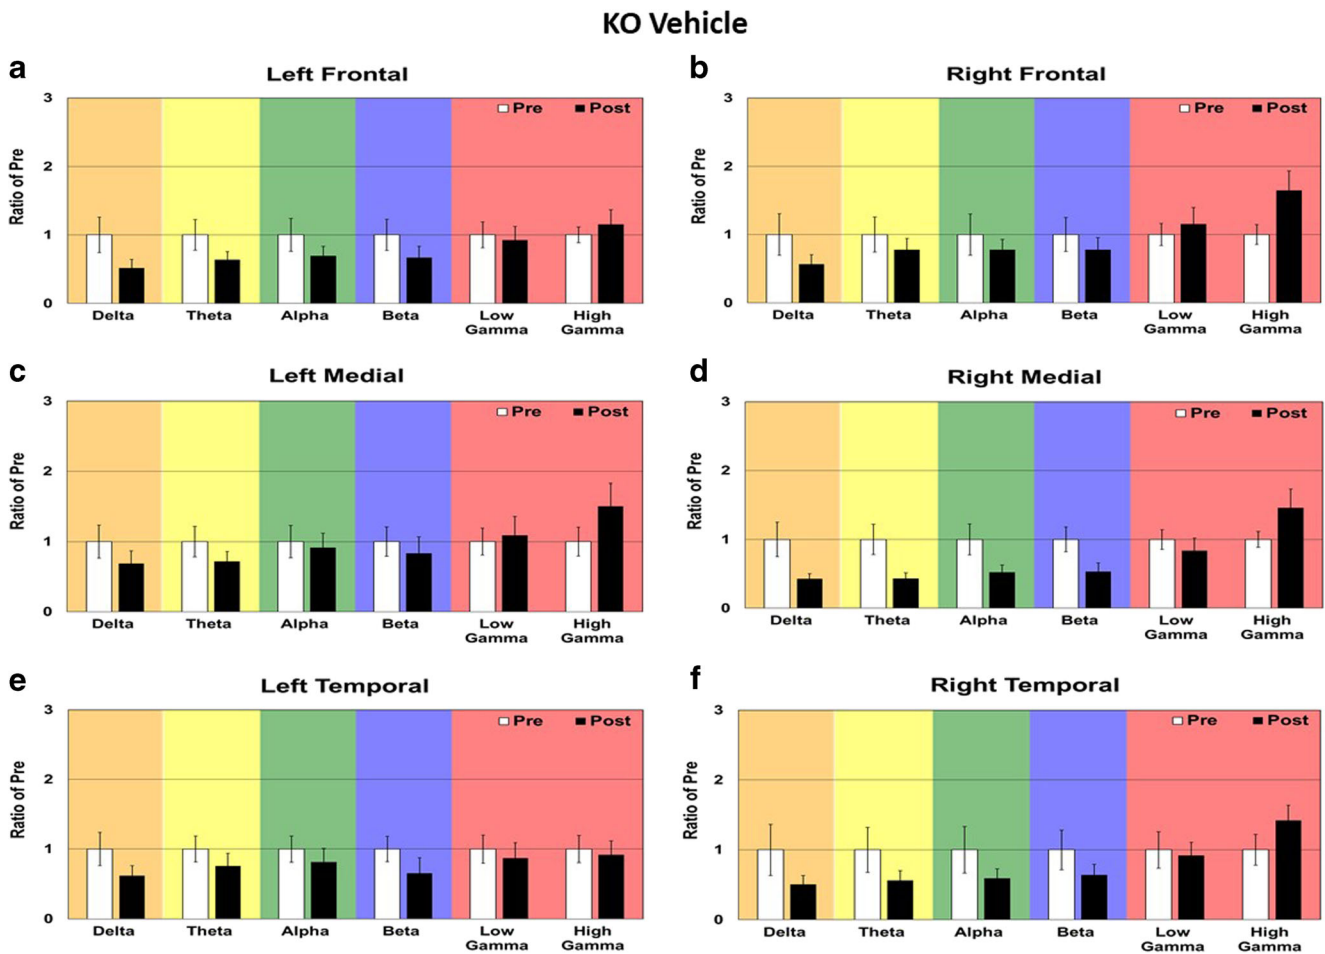 KO Vehicle
a
Left Frontal
Ratio of Pre
3
2
1
0
Pre
Post
Delta
Theta
Alpha
Beta
Low
Gamma
High
Gamma
b
Right Frontal
Ratio of Pre
3
2
1
0
Pre
Post
Delta
Theta
Alpha
Beta
Low
Gamma
High
Gamma
c
Left Medial
Ratio of Pre
3
2
1
0
Pre
Post
Delta
Theta
Alpha
Beta
Low
Gamma
High
Gamma
d
Right Medial
Ratio of Pre
3
2
1
0
Pre
Post
Delta
Theta
Alpha
Beta
Low
Gamma
High
Gamma
e
Left Temporal
Ratio of Pre
3
2
1
0
Pre
Post
Delta
Theta
Alpha
Beta
Low
Gamma
High
Gamma
f
Right Temporal
Ratio of Pre
3
2
1
0
Pre
Post
Delta
Theta
Alpha
Beta
Low
Gamma
High
Gamma